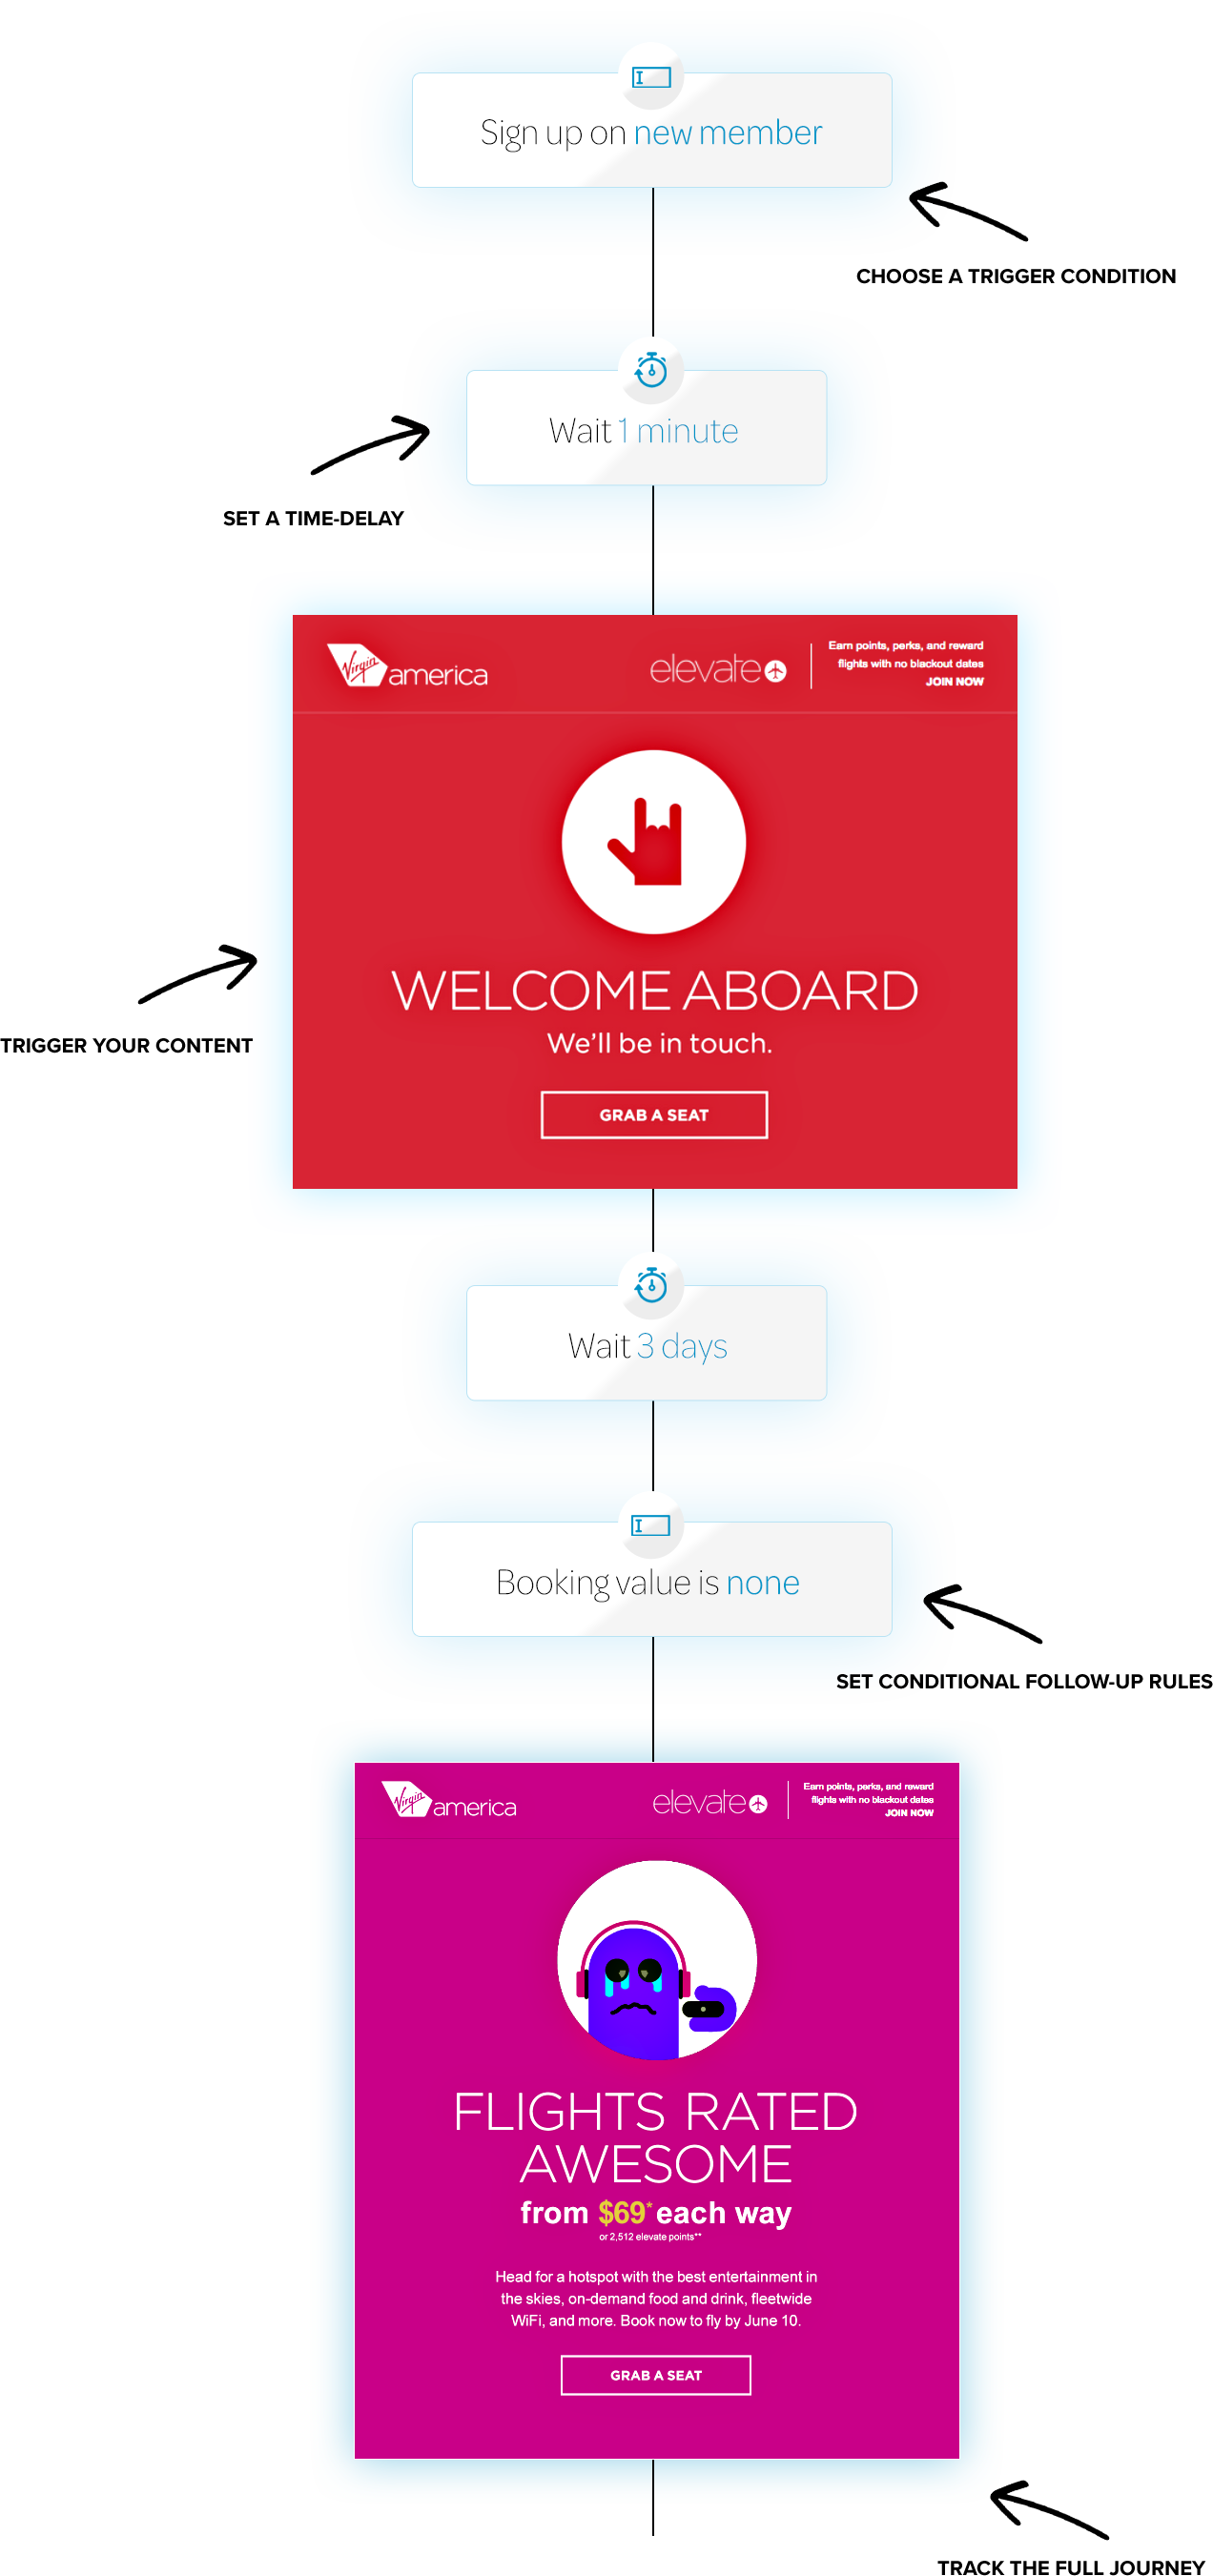 Sign up on new member
CHOOSE A TRIGGER CONDITION
Wait 1 minute
SET A TIME-DELAY
Virgin america
elevate
Earn points, perks, and reward
flights with no blackout dates
JOIN NOW
WELCOME ABOARD
We'll be in touch.
TRIGGER YOUR CONTENT
GRAB A SEAT
Wait 3 days
Booking value is none
SET CONDITIONAL FOLLOW-UP RULES
Virgin america
elevate
Earn points, perks, and reward
flights with no blackout dates
JOIN NOW
FLIGHTS RATED
AWESOME
from $69* each way
or 2,512 elevate points**
Head for a hotspot with the best entertainment in
the skies, on-demand food and drink, fleetwide
WiFi, and more. Book now to fly by June 10.
GRAB A SEAT
TRACK THE FULL JOURNEY